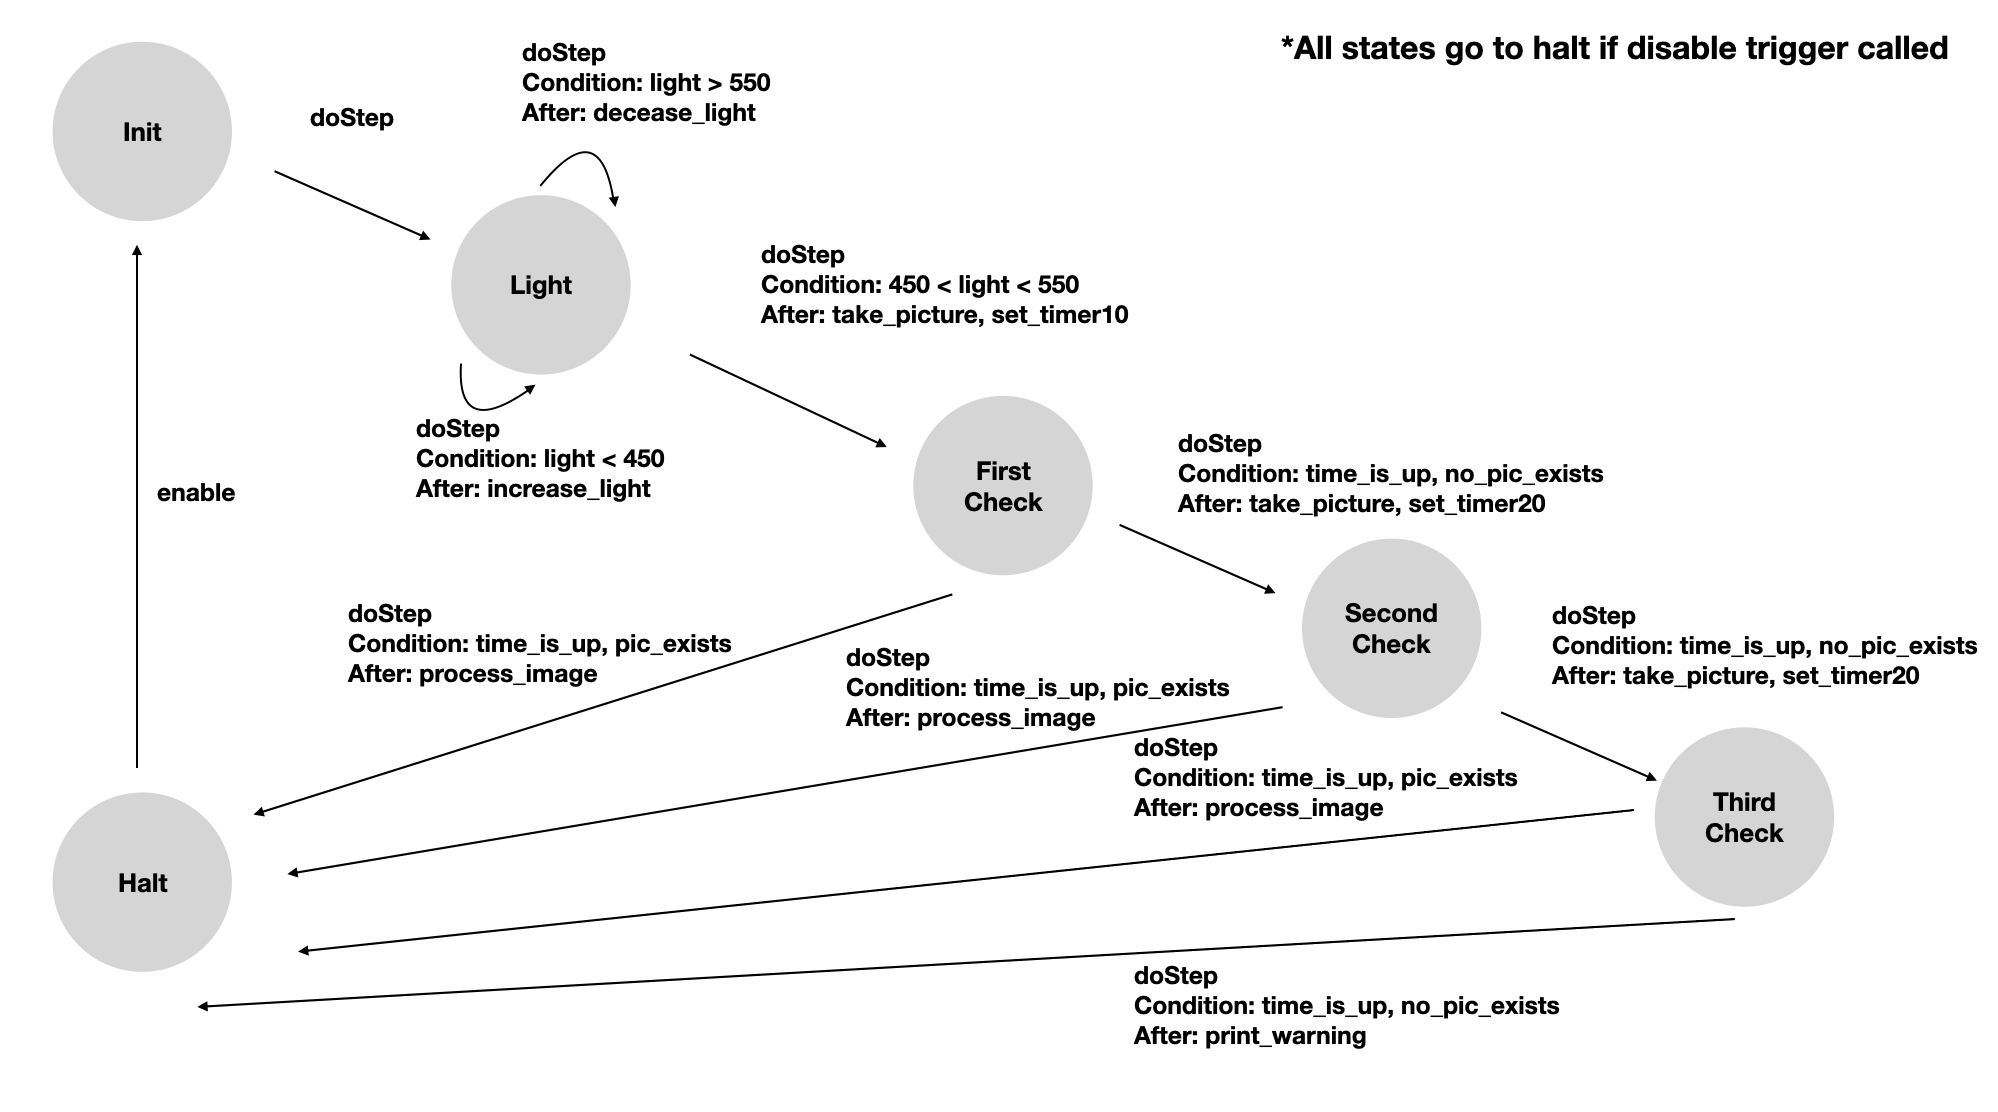 *All states go to halt if disable trigger called
Init
doStep
doStep
Condition: light > 550
After: decease_light
Light
doStep
Condition: 450 < light < 550
After: take_picture, set_timer10
doStep
Condition: light < 450
After: increase_light
enable
First
Check
doStep
Condition: time_is_up, no_pic_exists
After: take_picture, set_timer20
Second
Check
doStep
Condition: time_is_up, no_pic_exists
After: take_picture, set_timer20
doStep
Condition: time_is_up, pic_exists
After: process_image
doStep
Condition: time_is_up, pic_exists
After: process_image
doStep
Condition: time_is_up, pic_exists
After: process_image
Third
Check
Halt
doStep
Condition: time_is_up, no_pic_exists
After: print_warning